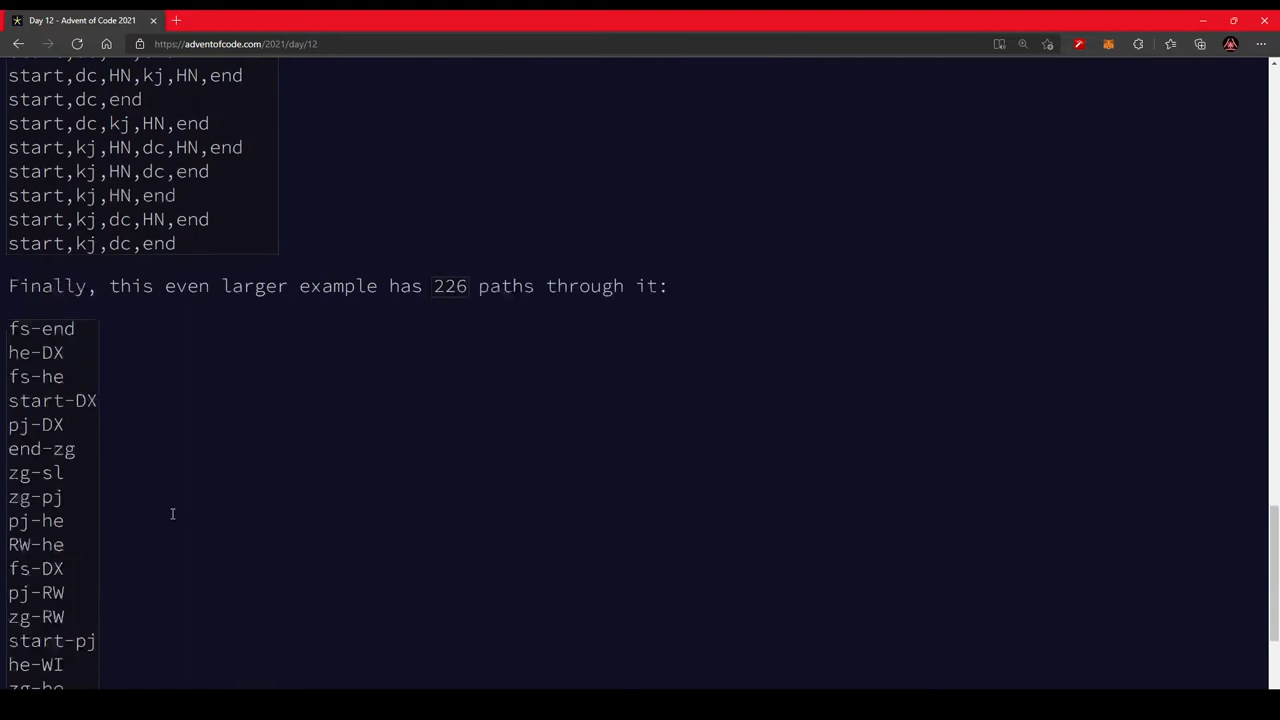 Day 12 - Advent of Code 2021
https://adventofcode.com/2021/day/12
start,dc,HN,kj,HN,end
start,dc,end
start,dc,kj,HN,end
start,kj,HN,dc,HN,end
start,kj,HN,dc,end
start,kj,HN,end
start,kj,dc,HN,end
start,kj,dc,end
Finally, this even larger example has 226 paths through it:
fs-end
he-DX
fs-he
start-DX
pj-DX
end-zg
zg-sl
zg-pj
pj-he
RW-he
fs-DX
pj-RW
zg-RW
start-pj
he-WI